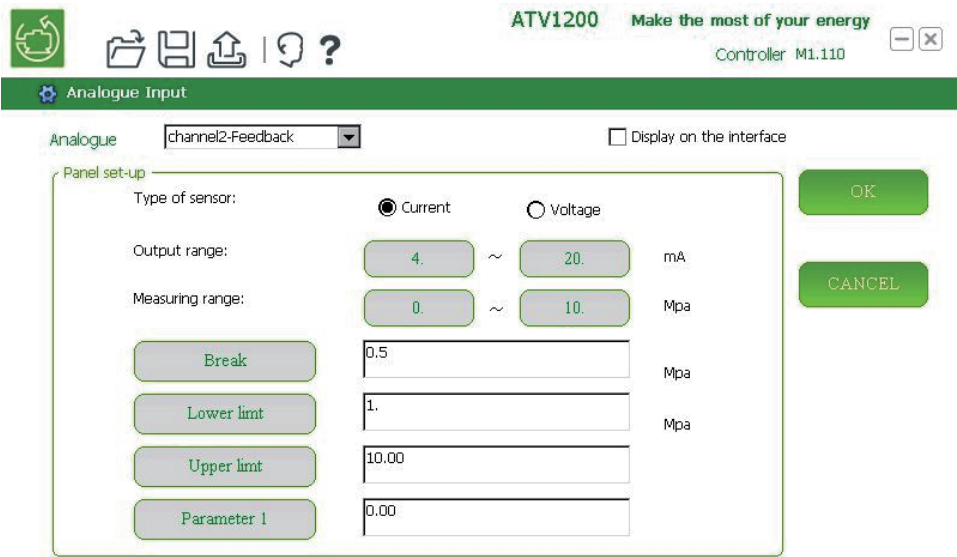 ATV1200 Make the most of your energy
Controller M1.110
?
Analogue Input
Analogue channel2-Feedback Display on the interface
Panel set-up
Type of sensor: Current Voltage
OK
Output range: 4. ~ 20. mA
CANCEL
Measuring range: 0. ~ 10. Mpa
Break 0.5 Mpa
Lower limt 1. Mpa
Upper limt 10.00
Parameter 1 0.00